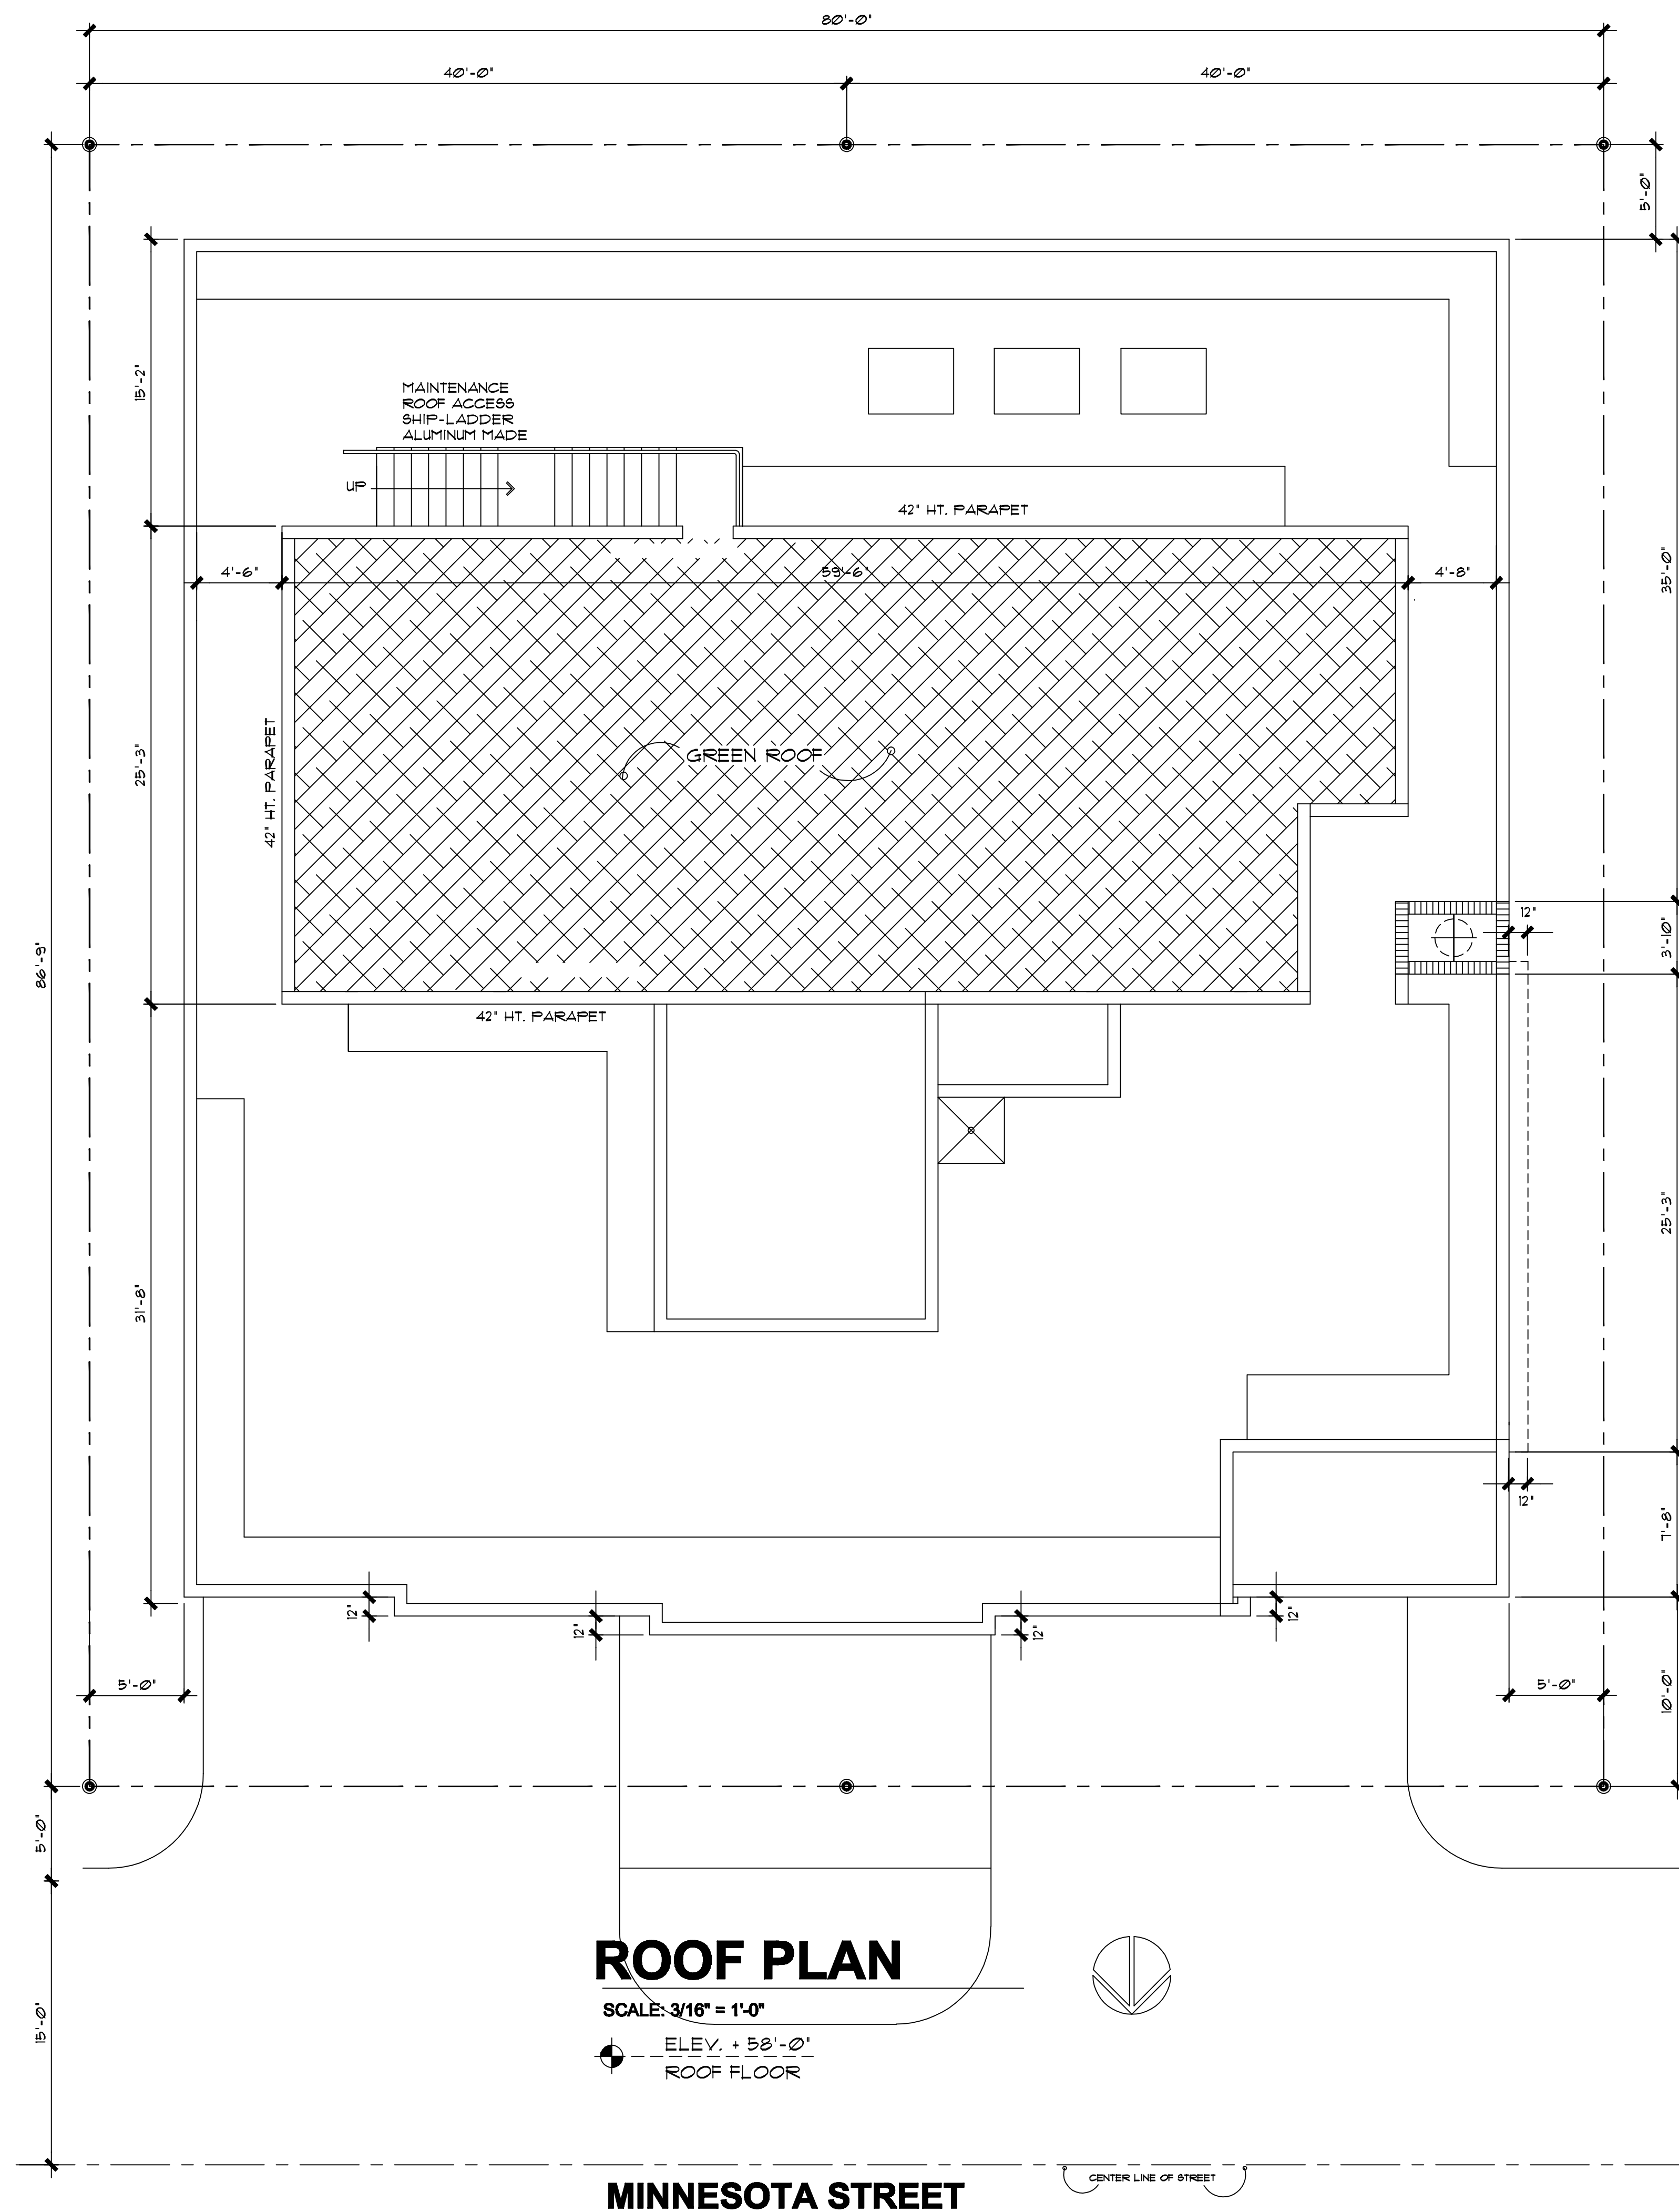 80'-0"
40'-0"
40'-0"
5'-0"
15'-2"
MAINTENANCE
ROOF ACCESS
SHIP-LADDER
ALUMINUM MADE
UP
42" HT. PARAPET
4'-6"
59'-6"
4'-8"
35'-0"
42" HT. PARAPET
25'-3"
GREEN ROOF
86'-9"
12"
3'-10"
42" HT. PARAPET
25'-3"
31'-8"
12"
7'-8"
12"
12"
12"
12"
5'-0"
5'-0"
10'-0"
5'-0"
ROOF PLAN
SCALE: 3/16" = 1'-0"
15'-0"
ELEV. + 58'-0"
ROOF FLOOR
CENTER LINE OF STREET
MINNESOTA STREET